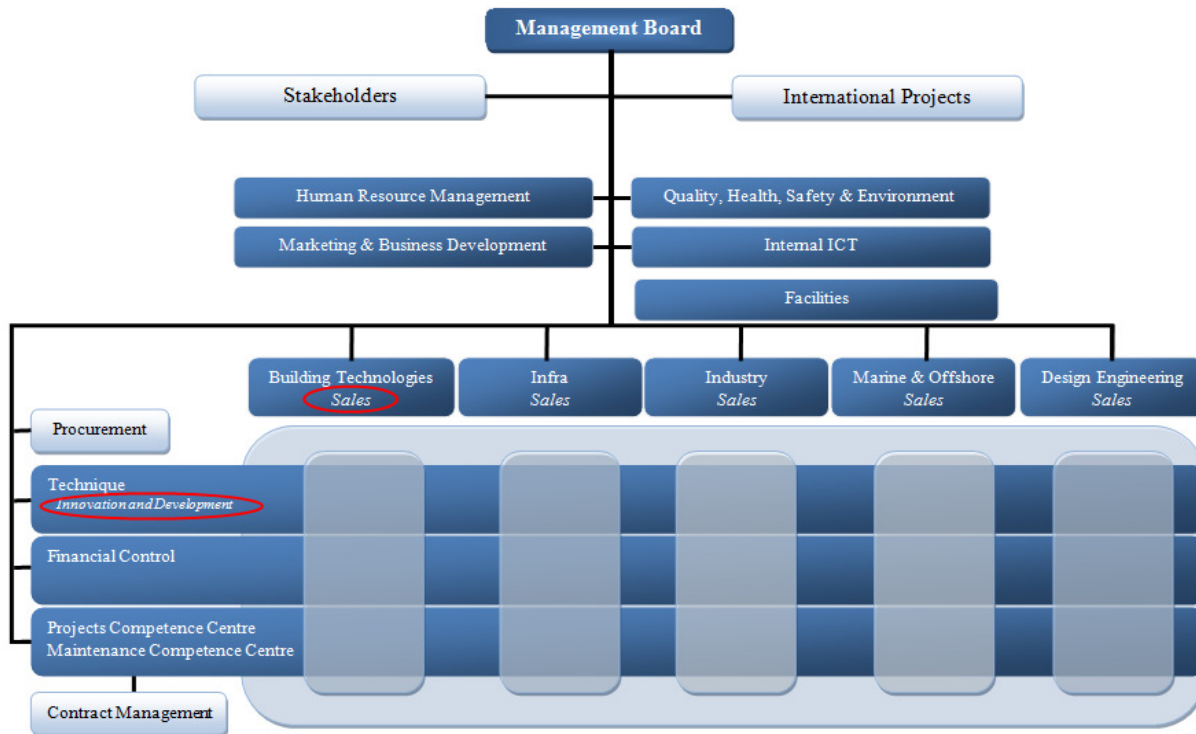 Management Board
Stakeholders
International Projects
Human Resource Management
Quality, Health, Safety & Environment
Marketing & Business Development
Internal ICT
Facilities
Building Technologies
Sales
Infra
Sales
Industry
Sales
Marine & Offshore
Sales
Design Engineering
Sales
Procurement
Technique
Innovation and Development
Financial Control
Projects Competence Centre
Maintenance Competence Centre
Contract Management